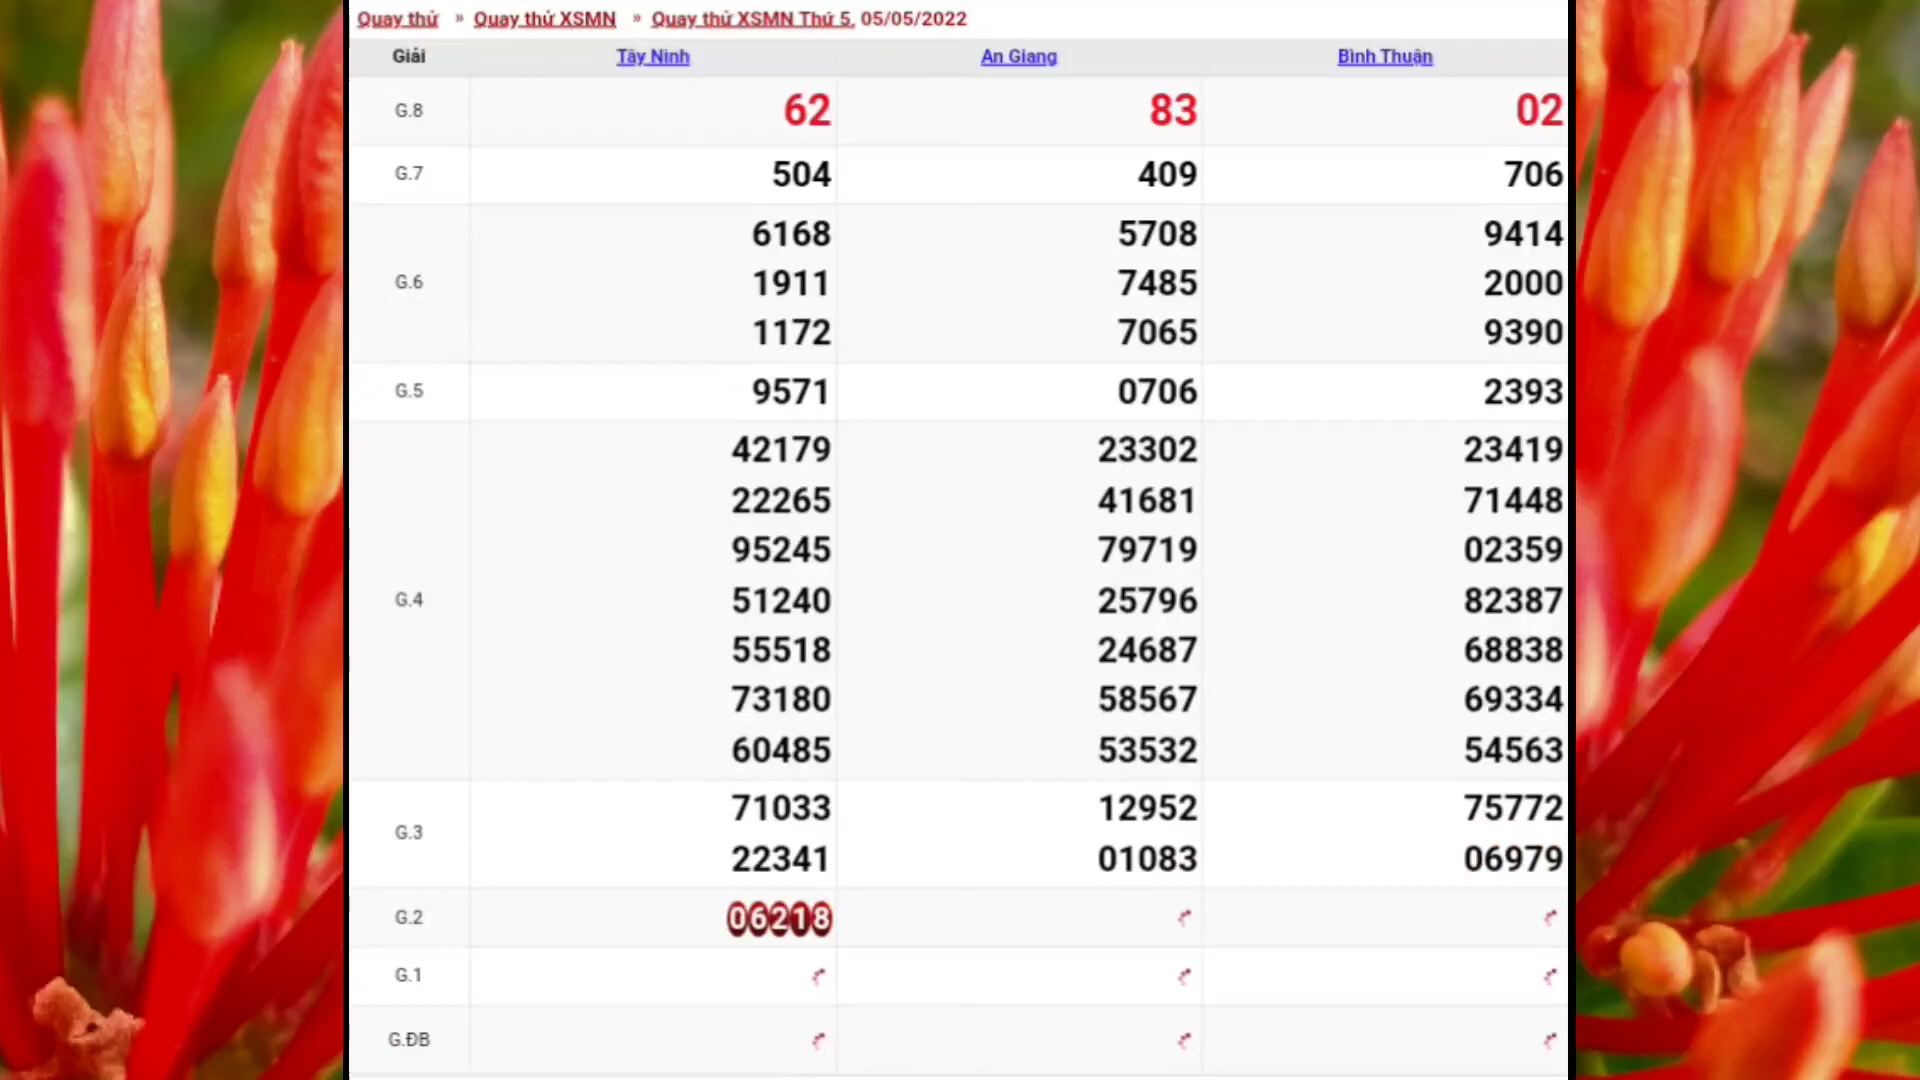 Quay thử » Quay thử XSMN » Quay thử XSMN Thứ 5, 05/05/2022
Giải Tây Ninh An Giang Bình Thuận
G.8 62 83 02
G.7 504 409 706
6168 5708 9414
G.6 1911 7485 2000
1172 7065 9390
G.5 9571 0706 2393
42179 23302 23419
22265 41681 71448
95245 79719 02359
G.4 51240 25796 82387
55518 24687 68838
73180 58567 69334
60485 53532 54563
G.3
71033 12952 75772
22341 01083 06979
G.2 06218
G.1
G.ĐB